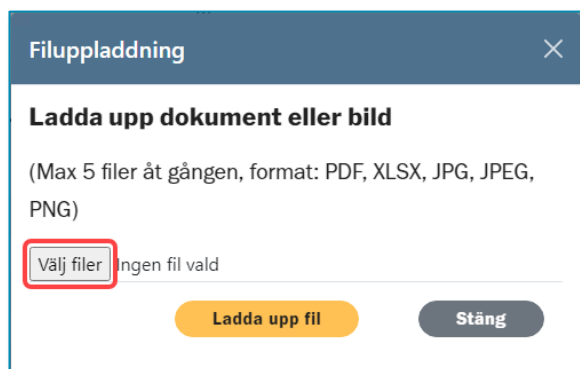 Filuppladdning
Ladda upp dokument eller bild
(Max 5 filer åt gången, format: PDF, XLSX, JPG, JPEG,
PNG)
Välj filer Ingen fil vald
Ladda upp fil Stäng